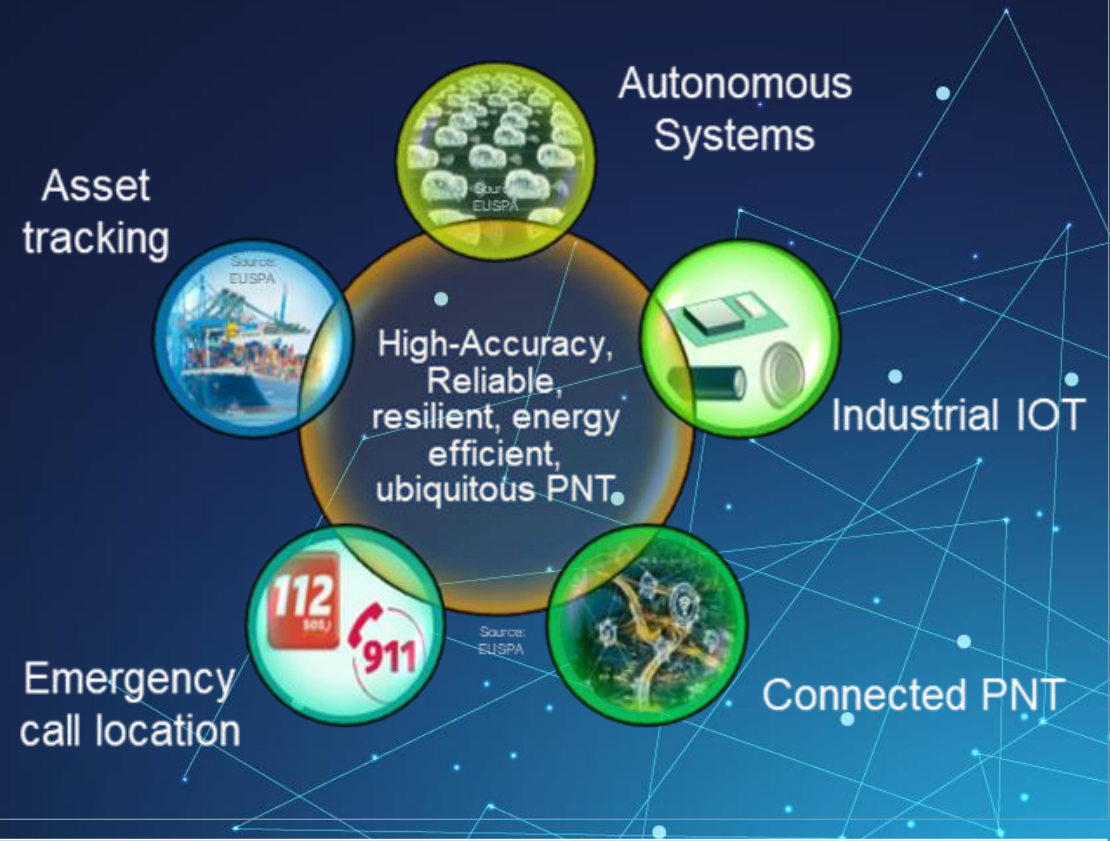 Autonomous
Systems
Source:
EUSPA
Asset
tracking
Source:
EUSPA
High-Accuracy,
Reliable,
resilient, energy
efficient,
ubiquitous PNT
Industrial IOT
112
SOS
911
Source:
EUSPA
Emergency
call location
Connected PNT